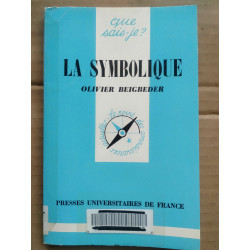 que
sais-je?
LA SYMBOLIQUE
OLIVIER BEIGBEDER
PRESSES UNIVERSITAIRES DE FRANCE